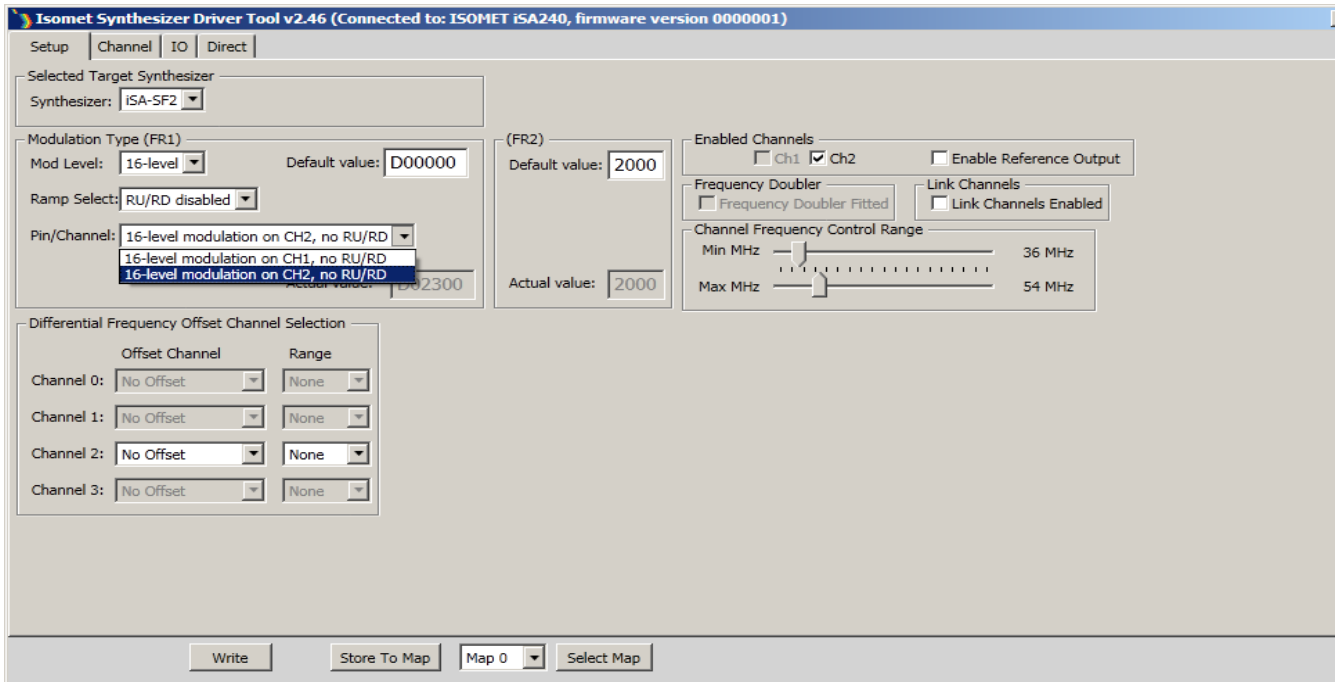 Isomet Synthesizer Driver Tool v2.46 (Connected to: ISOMET iSA240, firmware version 0000001)
Setup Channel IO Direct
Selected Target Synthesizer
Synthesizer: iSA-SF2
Modulation Type (FR1)
Mod Level: 16-level Default value: D00000
Ramp Select: RU/RD disabled
Pin/Channel: 16-level modulation on CH2, no RU/RD
16-level modulation on CH1, no RU/RD
16-level modulation on CH2, no RU/RD
Actual value: D02300
(FR2)
Default value: 2000
Actual value: 2000
Enabled Channels
Ch1 Ch2 Enable Reference Output
Frequency Doubler
Frequency Doubler Fitted
Link Channels
Link Channels Enabled
Channel Frequency Control Range
Min MHz 36 MHz
Max MHz 54 MHz
Differential Frequency Offset Channel Selection
Offset Channel Range
Channel 0: No Offset None
Channel 1: No Offset None
Channel 2: No Offset None
Channel 3: No Offset None
Write Store To Map Map 0 Select Map